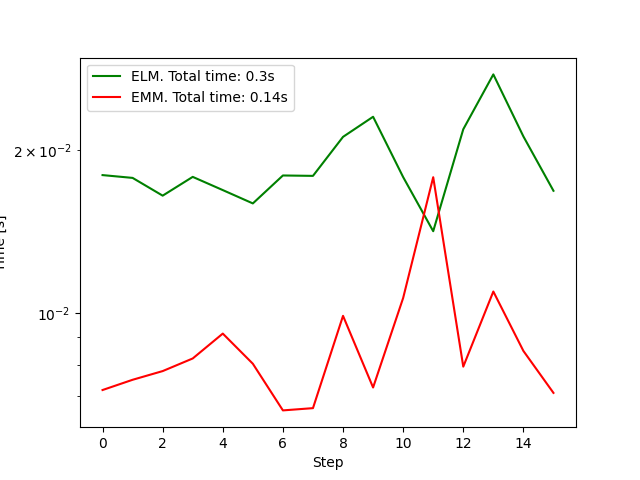 ELM. Total time: 0.3s
EMM. Total time: 0.14s
2 × 10⁻²
10⁻²
Time [s]
0 2 4 6 8 10 12 14
Step